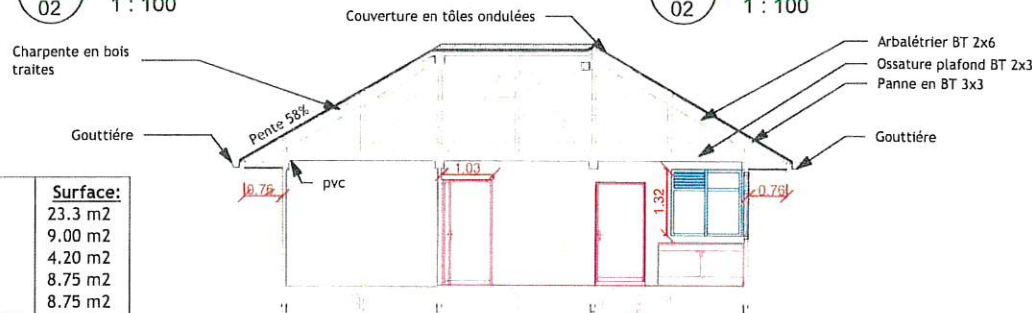 02
1 : 100
02
1 : 100
Couverture en tôles ondulées
Charpente en bois
traites
Arbalétrier BT 2x6
Ossature plafond BT 2x3
Panne en BT 3x3
Pente 58%
Gouttiére
Gouttiére
pvc
0.76
1.03
1.32
0.76
Surface:
23.3 m2
9.00 m2
4.20 m2
8.75 m2
8.75 m2